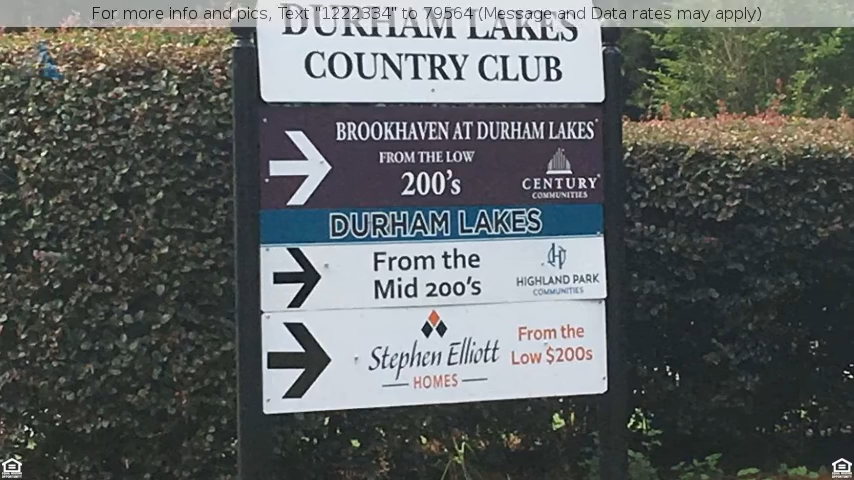 For more info and pics, Text "1222334" to 79564 (Message and Data rates may apply)
DURHAM LAKES
COUNTRY CLUB
BROOKHAVEN AT DURHAM LAKES
FROM THE LOW
200's
CENTURY
COMMUNITIES
DURHAM LAKES
From the
Mid 200's
HIGHLAND PARK
COMMUNITIES
Stephen Elliott
HOMES
From the
Low $200s